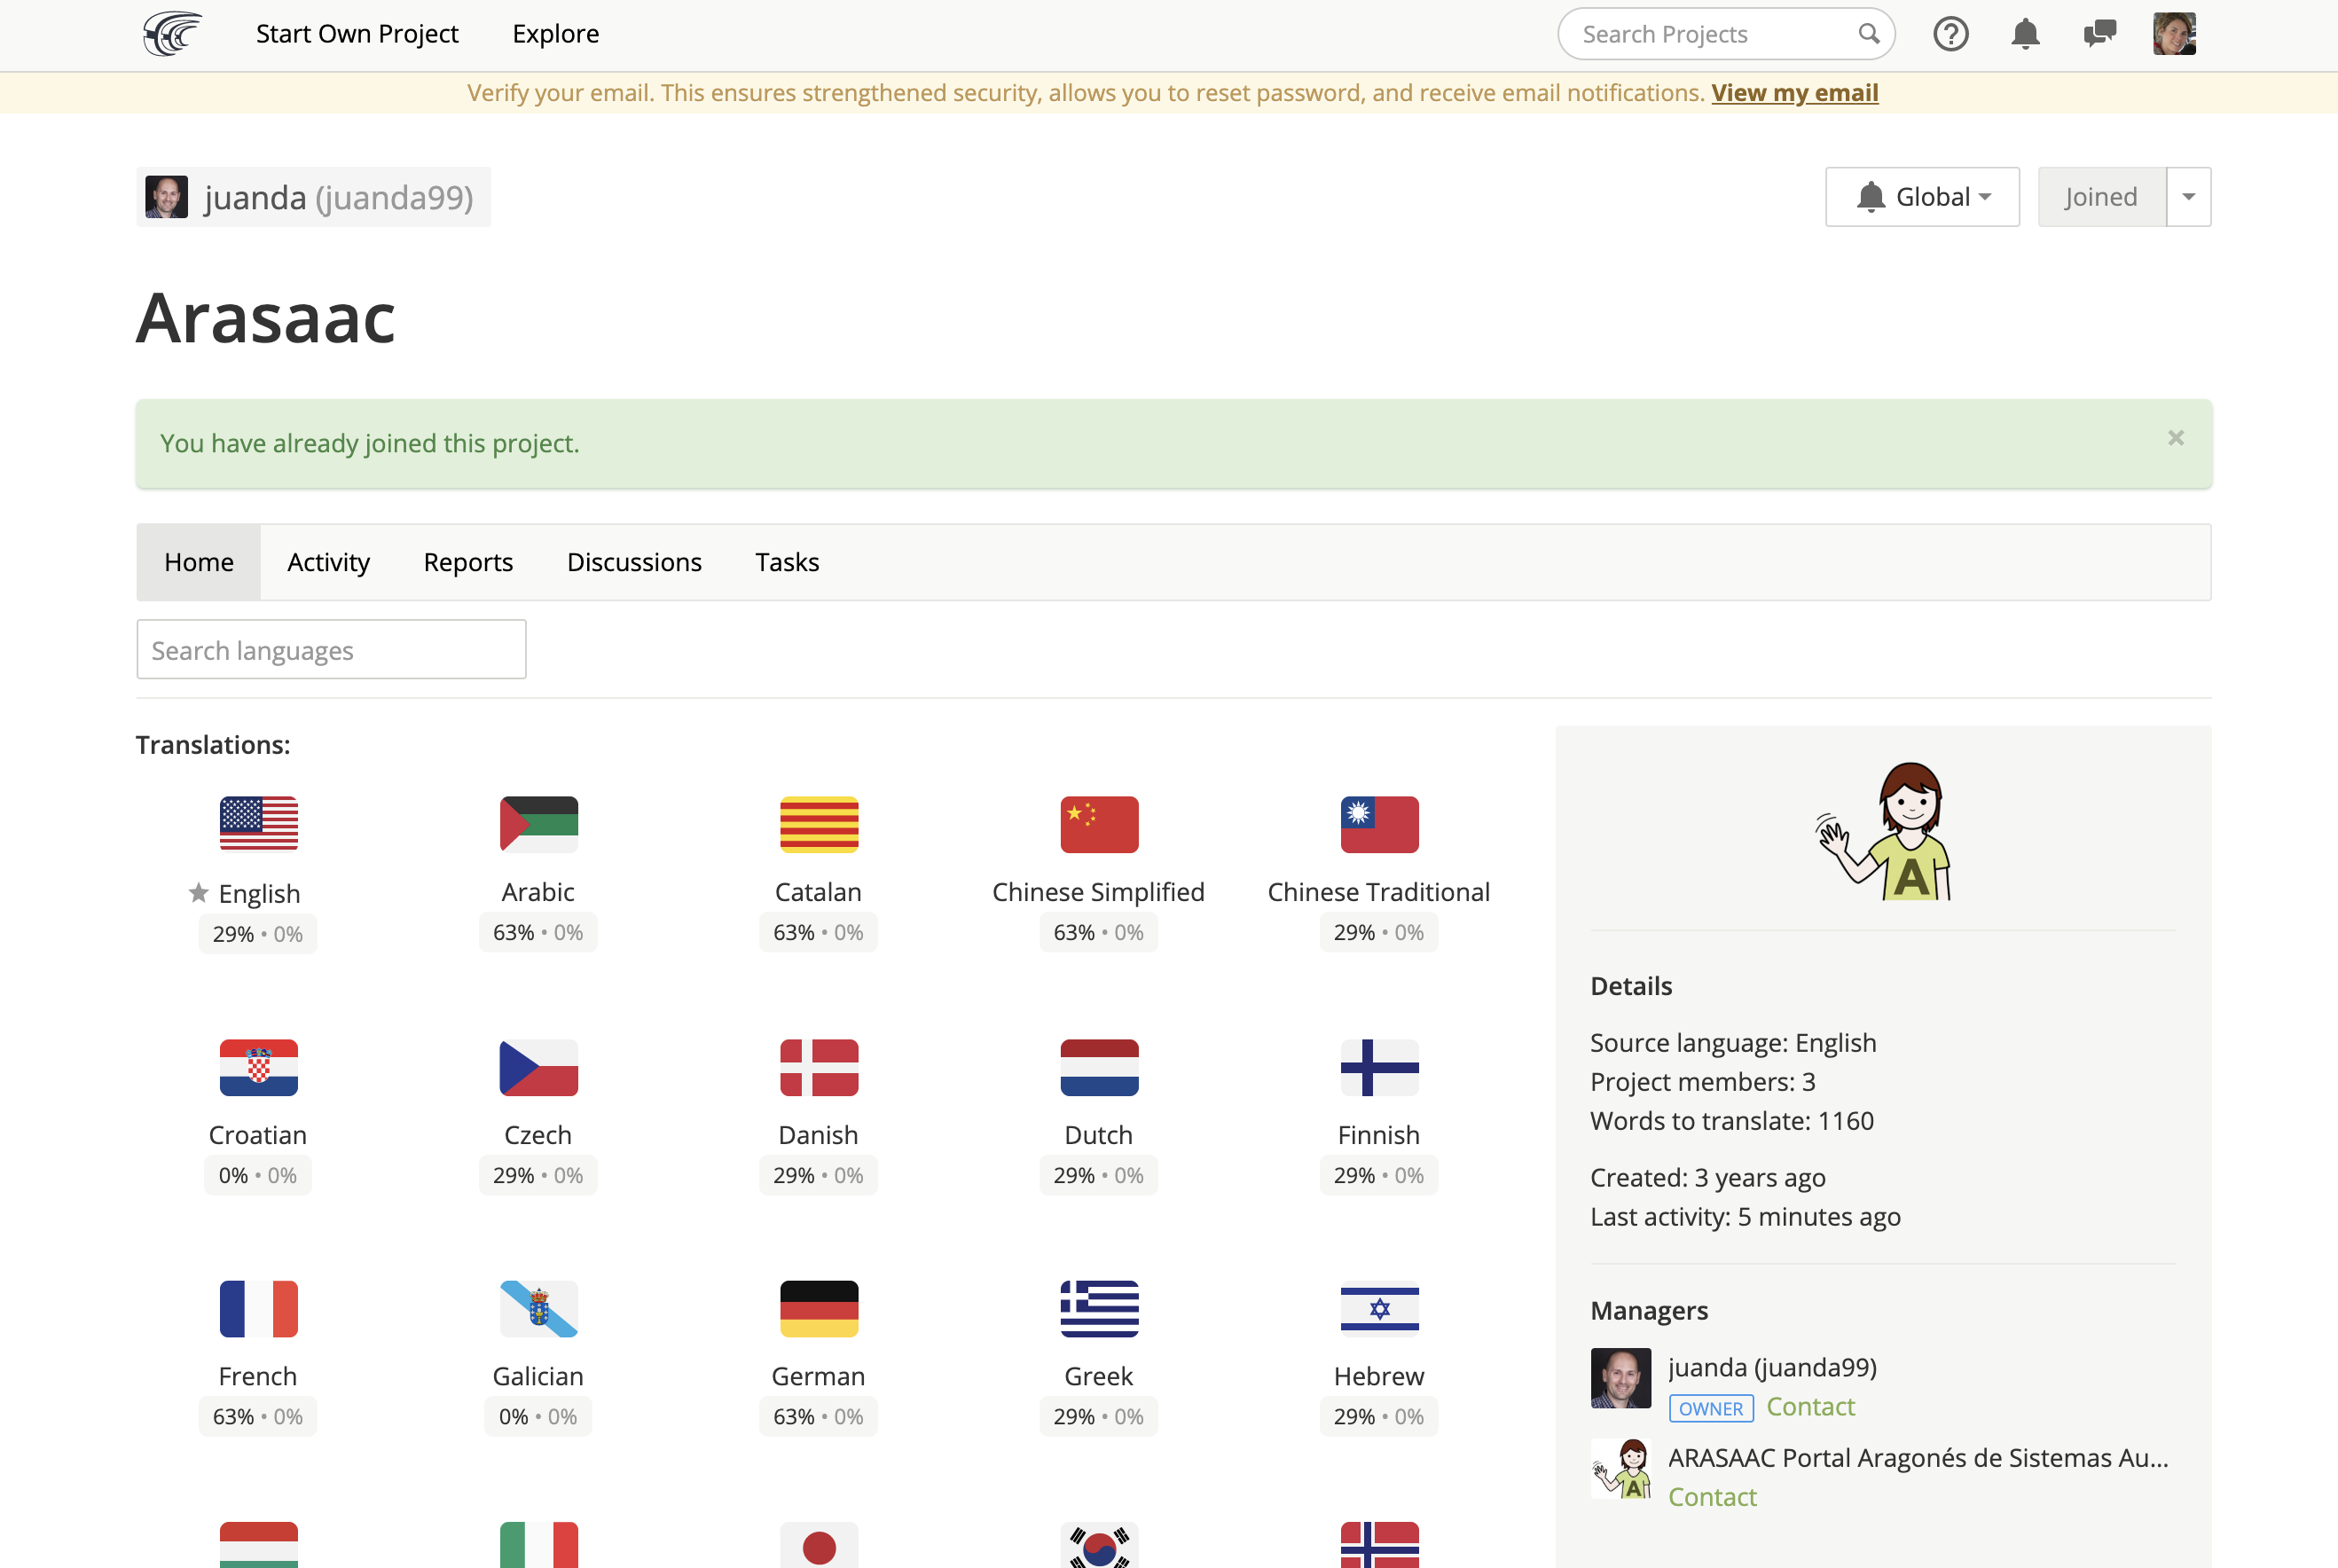 Start Own Project
Explore
Search Projects
Verify your email. This ensures strengthened security, allows you to reset password, and receive email notifications. View my email
juanda (juanda99)
Global
Joined
Arasaac
You have already joined this project.
×
Home
Activity
Reports
Discussions
Tasks
Search languages
Translations:
English
29% • 0%
Arabic
63% • 0%
Catalan
63% • 0%
Chinese Simplified
63% • 0%
Chinese Traditional
29% • 0%
Croatian
0% • 0%
Czech
29% • 0%
Danish
29% • 0%
Dutch
29% • 0%
Finnish
29% • 0%
French
63% • 0%
Galician
0% • 0%
German
63% • 0%
Greek
29% • 0%
Hebrew
29% • 0%
A
Details
Source language: English
Project members: 3
Words to translate: 1160
Created: 3 years ago
Last activity: 5 minutes ago
Managers
juanda (juanda99)
OWNER Contact
A
ARASAAC Portal Aragonés de Sistemas Au...
Contact